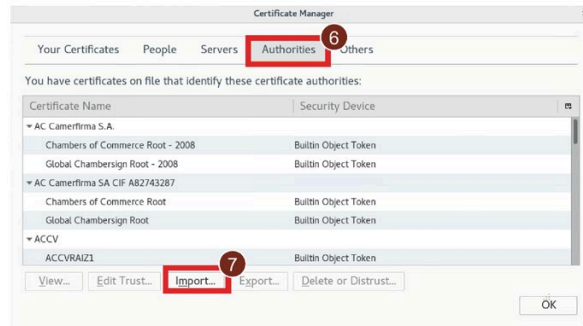 Certificate Manager
6
Your Certificates People Servers Authorities Others
You have certificates on file that identify these certificate authorities:
Certificate Name Security Device
AC Camerfirma S.A.
Chambers of Commerce Root - 2008 Builtin Object Token
Global Chambersign Root - 2008 Builtin Object Token
AC Camerfirma SA CIF A82743287
Chambers of Commerce Root Builtin Object Token
Global Chambersign Root Builtin Object Token
ACCV
ACCVRAIZ1 Builtin Object Token
7
View... Edit Trust... Import... Export... Delete or Distrust...
OK